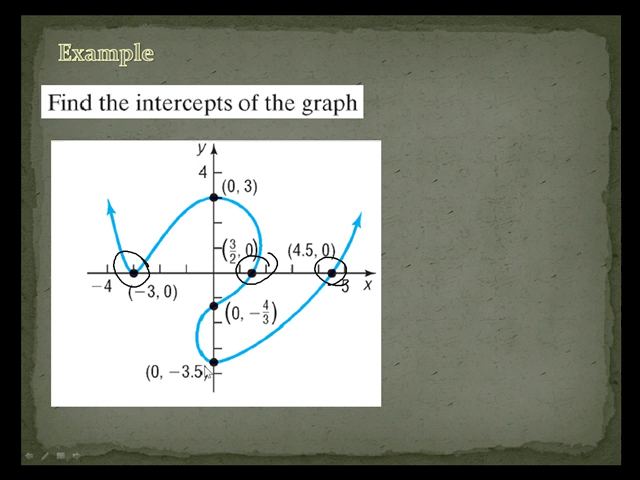 Example
Find the intercepts of the graph
y
4
(0, 3)
(3/2, 0)
(4.5, 0)
−4
(−3, 0)
x
(0, −4/3)
(0, −3.5)